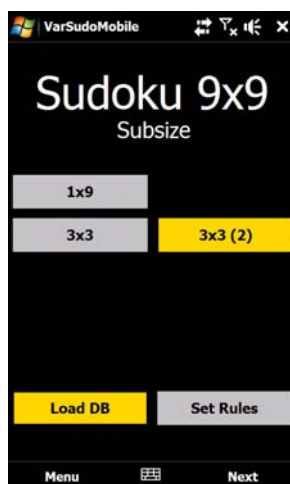 VarSudoMobile
Sudoku 9x9
Subsize
1x9
3x3 3x3 (2)
Load DB Set Rules
Menu Next